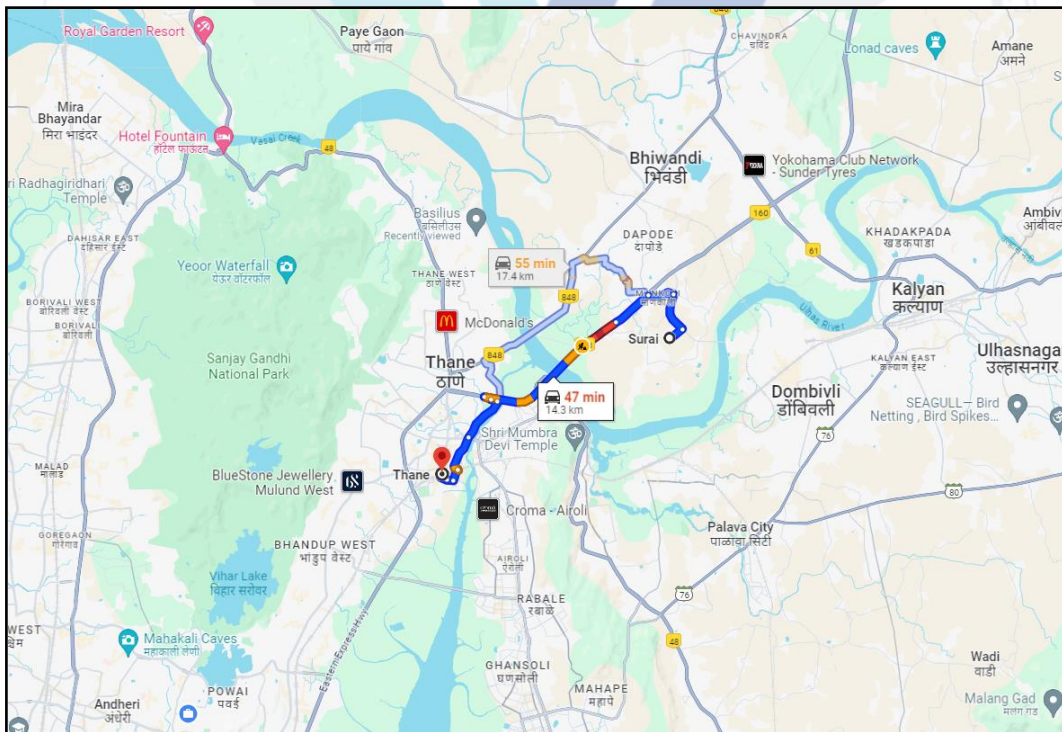 Royal Garden Resort
Paye Gaon
पाये गाव
CHAVINDRA
चविंद्र
Lonad caves
Amane
अमने
Mira
Bhayandar
मिरा भाइंदर
Hotel Fountain
हॉटेल फाऊंटन
Vasai Creek
48
Bhiwandi
भिवंडी
Yokohama Club Network
- Sunder Tyres
ri Radhagiridhari
Temple
Basilius
बॅसिलीउस
Recently viewed
160
DAPODE
दापोडे
KHADAKPADA
खडकपाडा
Ambivl
आंबीवल
DAHISAR EAST
दहिसर ईस्ट
Yeoor Waterfall
येऊर वॉटरफॉल
THANE WEST
ठाणे वेस्ट
55 min
17.4 km
61
848
Kalyan
कल्याण
BORIVALI WEST
बोरिवली वेस्ट
BORIVALI
बोरीवली
McDonald's
Ulhas River
Surai
848
Sanjay Gandhi
National Park
Thane
ठाणे
KALYAN EAST
कल्याण ईस्ट
Ulhasnaga
उल्हासनगर
47 min
14.3 km
Dombivli
डोंबिवली
SEAGULL— Bird
Netting , Bird Spikes...
Shri Mumbra
Devi Temple
76
MALAD
मालाड
BlueStone Jewellery
Mulund West
Thane
80
Croma - Airoli
GOREGAON
गोरेगाव
Palava City
पालावा सिटी
BHANDUP WEST
भांडुप वेस्ट
AIROLI
ऐरोली
Vihar Lake
विहार सरोवर
76
RABALE
रबाळे
WEST
Eastern Express Hwy
Mahakali Caves
महाकाली लेणी
48
Wadi
वाडी
GHANSOLI
घणसोली
POWAI
पवई
MAHAPE
महापे
Andheri
अंधेरी
Malang Gad
मलंग गड